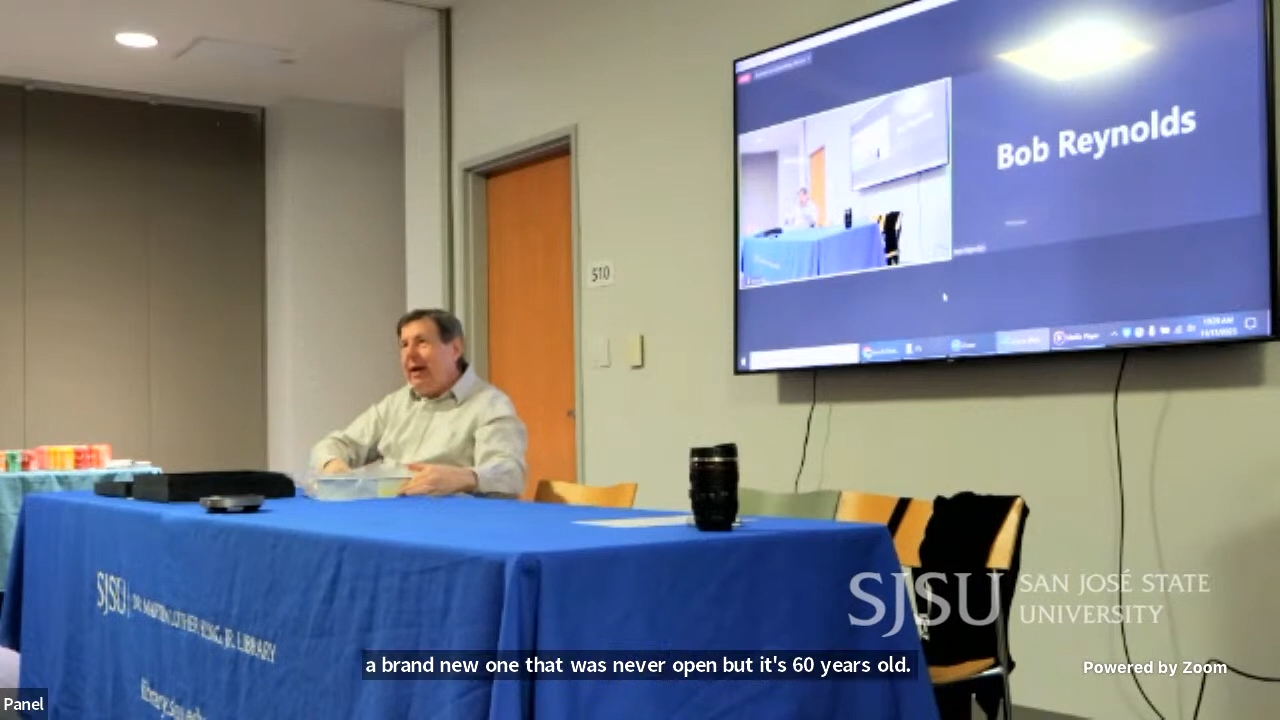 Bob Reynolds
510
SJSU
DR. MARTIN LUTHER KING, JR. LIBRARY
SJSU SAN JOSÉ STATE
UNIVERSITY
a brand new one that was never open but it's 60 years old.
Powered by Zoom
Panel